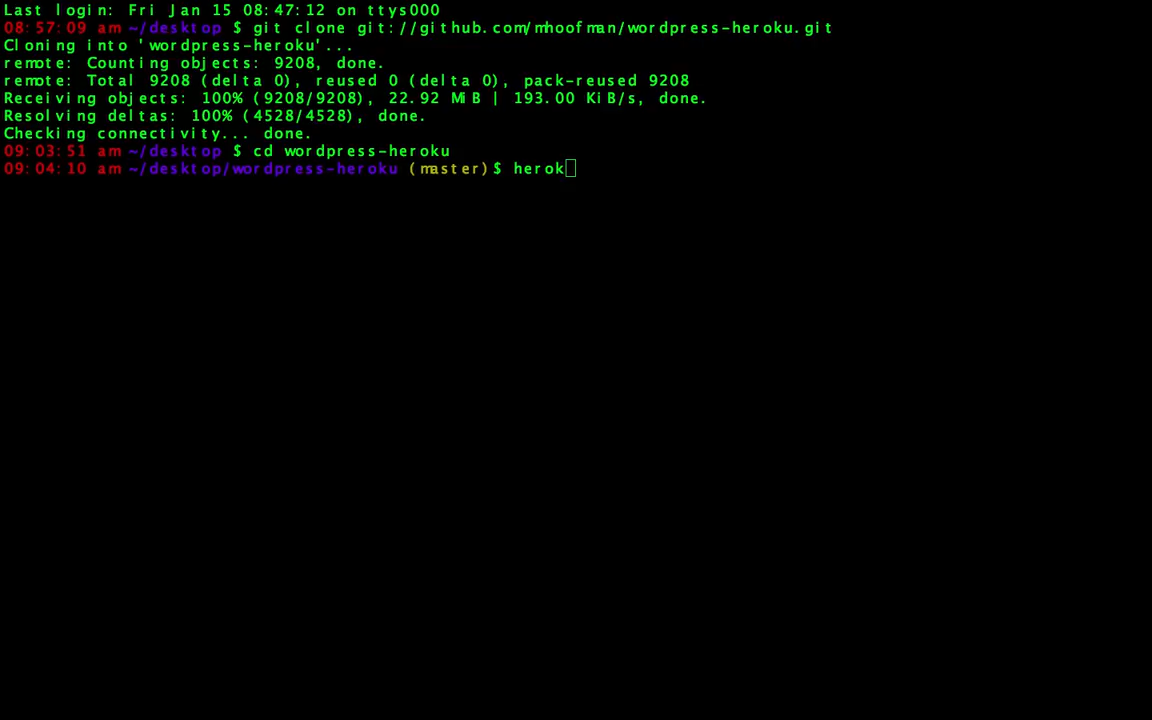 Last login: Fri Jan 15 08:47:12 on ttys000
08:57:09 am ~/desktop $ git clone git://github.com/mhoofman/wordpress-heroku.git
Cloning into 'wordpress-heroku'...
remote: Counting objects: 9208, done.
remote: Total 9208 (delta 0), reused 0 (delta 0), pack-reused 9208
Receiving objects: 100% (9208/9208), 22.92 MiB | 193.00 KiB/s, done.
Resolving deltas: 100% (4528/4528), done.
Checking connectivity... done.
09:03:51 am ~/desktop $ cd wordpress-heroku
09:04:10 am ~/desktop/wordpress-heroku (master)$ herok